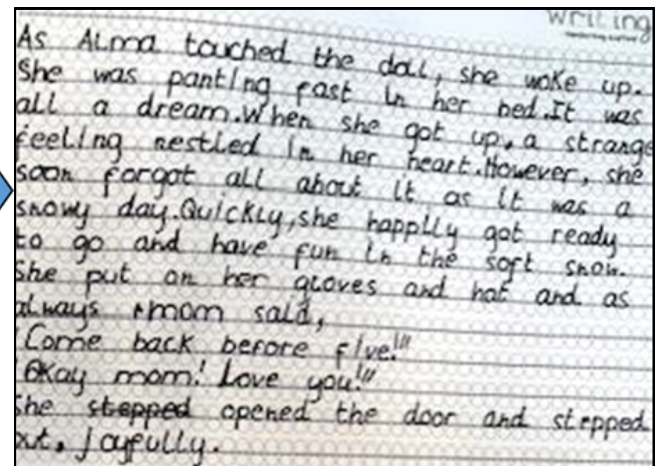 writing
As Alma touched the doll, she woke up.
She was panting fast in her bed. It was
all a dream. When she got up, a strange
feeling nestled in her heart. However, she
soon forgot all about it as it was a
snowy day. Quickly, she happily got ready
to go and have fun in the soft snow.
She put on her gloves and hat and as
always mom said,
"Come back before five!"
"Okay mom! Love you!"
She stepped opened the door and stepped
out, joyfully.